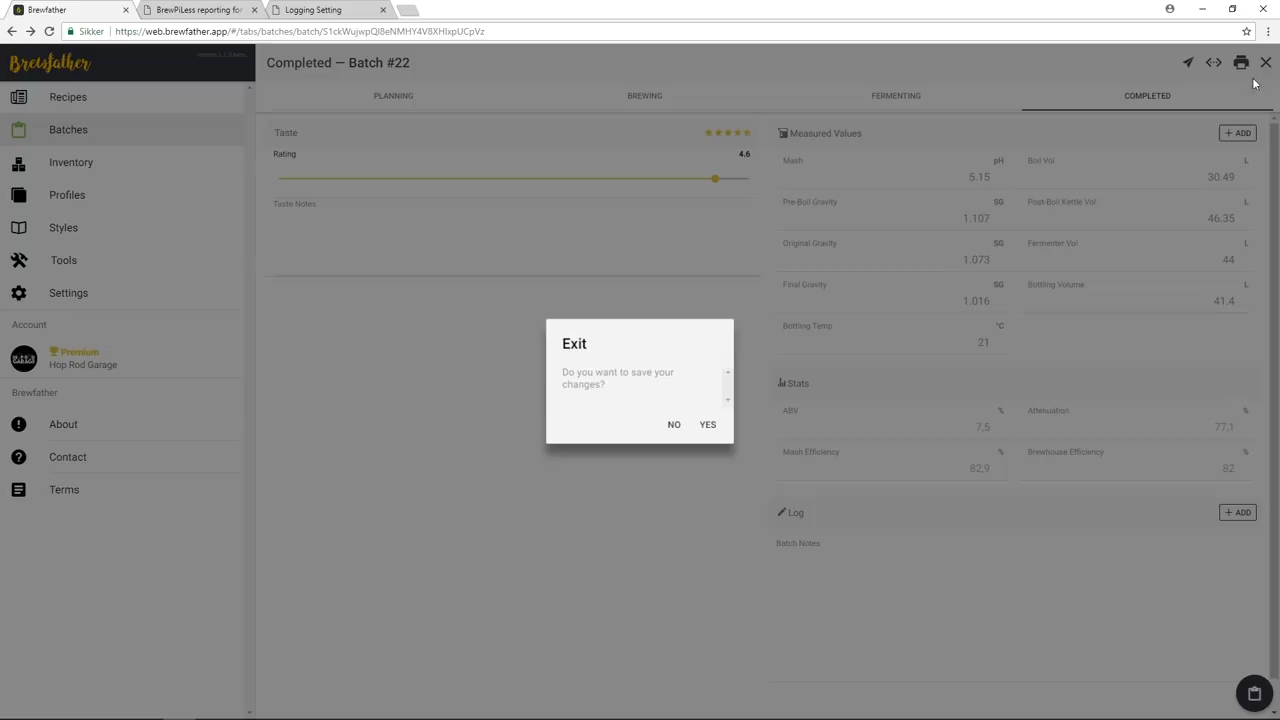 Brewfather
BrewPiLess reporting for
Logging Setting
Sikker
https://web.brewfather.app/#/tabs/batches/batch/S1ckWujwpQI8eNMHY4V8XHlxpUCpVz
Brewfather
Completed — Batch #22
PLANNING
BREWING
FERMENTING
COMPLETED
Recipes
Batches
Inventory
Profiles
Styles
Tools
Settings
Account
Premium
Hop Rod Garage
Brewfather
About
Contact
Terms
Taste
Rating 4.6
Taste Notes
Exit
Do you want to save your
changes?
NO YES
Measured Values + ADD
Mash pH Boil Vol L
5.15 30.49
Pre-Boil Gravity SG Post-Boil Kettle Vol L
1.107 46.35
Original Gravity SG Fermenter Vol L
1.073 44
Final Gravity SG Bottling Volume L
1.016 41.4
Bottling Temp °C
21
Stats
ABV % Attenuation %
7,5 77,1
Mash Efficiency % Brewhouse Efficiency %
82,9 82
Log + ADD
Batch Notes